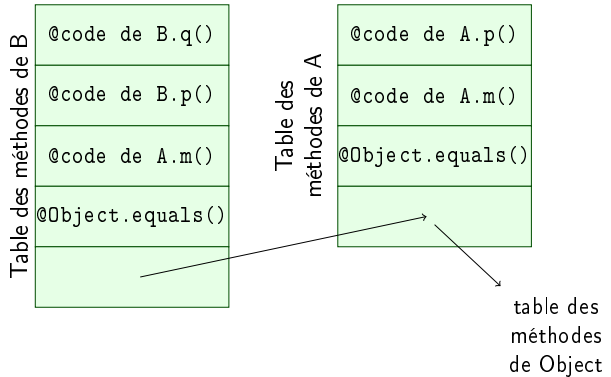 Table des méthodes de B
@code de B.q()
@code de B.p()
@code de A.m()
@Object.equals()
Table des
méthodes de A
@code de A.p()
@code de A.m()
@Object.equals()
table des
méthodes
de Object